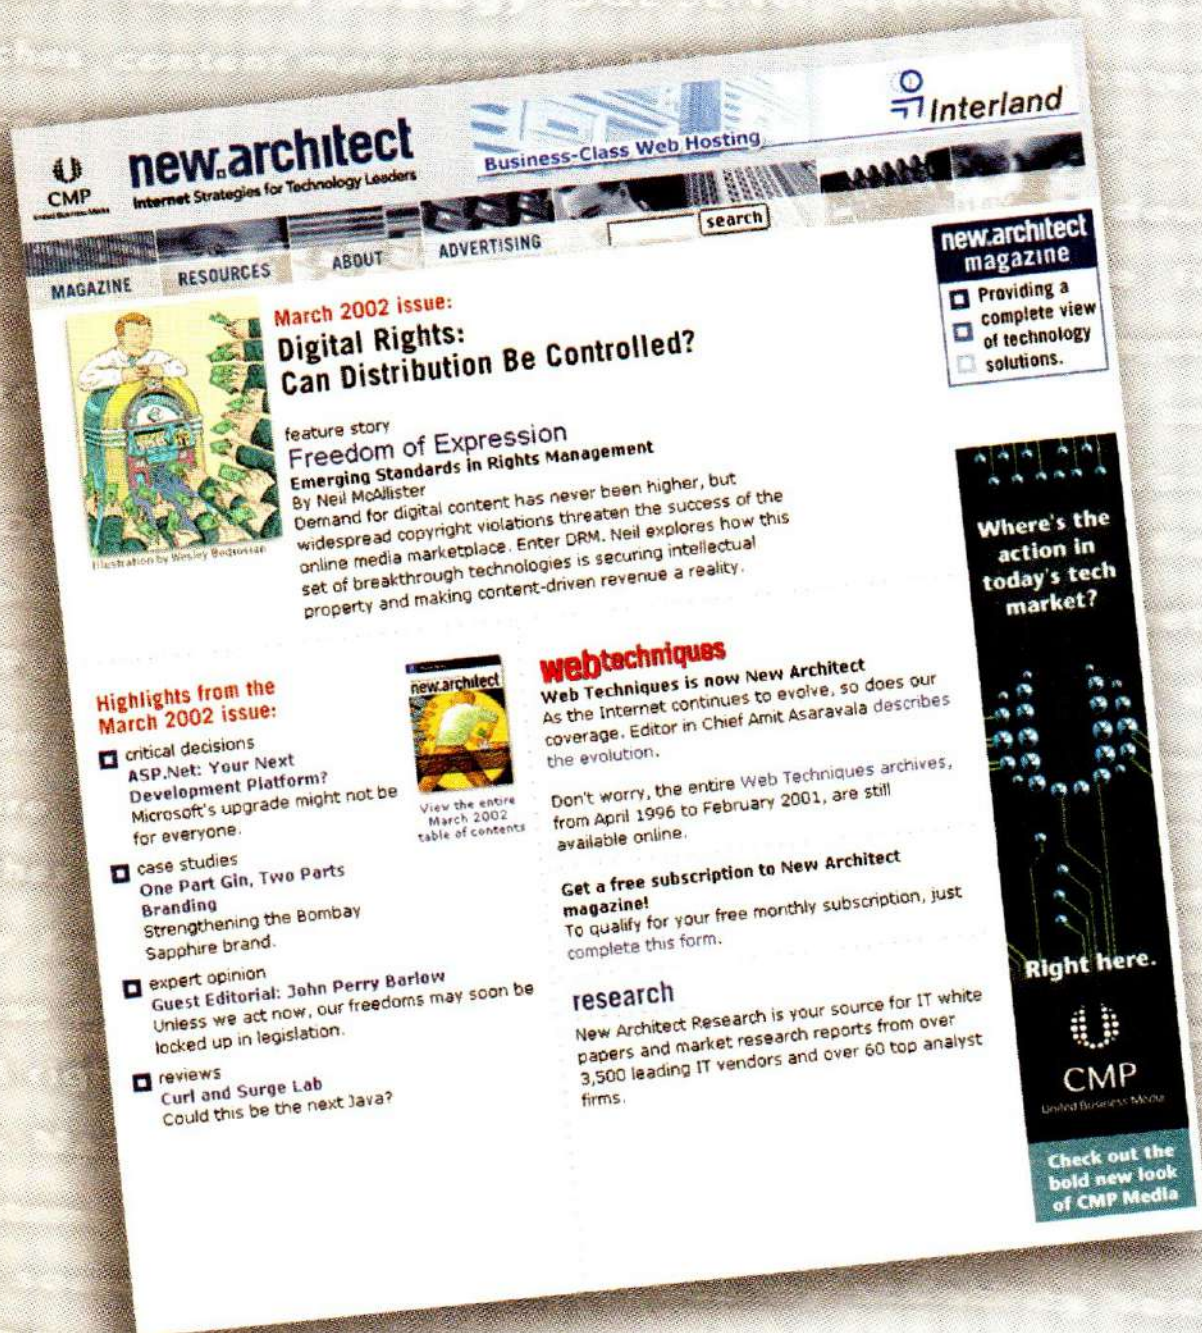 CMP
United Business Media
new.architect
Internet Strategies for Technology Leaders
Business-Class Web Hosting
Interland
MAGAZINE
RESOURCES
ABOUT
ADVERTISING
search
new.architect
magazine
Providing a
complete view
of technology
solutions.
March 2002 issue:
Digital Rights:
Can Distribution Be Controlled?
feature story
Freedom of Expression
Emerging Standards in Rights Management
By Neil McAllister
Demand for digital content has never been higher, but
widespread copyright violations threaten the success of the
online media marketplace. Enter DRM. Neil explores how this
set of breakthrough technologies is securing intellectual
property and making content-driven revenue a reality.
Illustration by Wesley Bedrosian
Highlights from the
March 2002 issue:
critical decisions
ASP.Net: Your Next
Development Platform?
Microsoft's upgrade might not be
for everyone.
case studies
One Part Gin, Two Parts
Branding
Strengthening the Bombay
Sapphire brand.
expert opinion
Guest Editorial: John Perry Barlow
Unless we act now, our freedoms may soon be
locked up in legislation.
reviews
Curl and Surge Lab
Could this be the next Java?
new.architect
View the entire
March 2002
table of contents
webtechniques
Web Techniques is now New Architect
As the Internet continues to evolve, so does our
coverage. Editor in Chief Amit Asaravala describes
the evolution.
Don't worry, the entire Web Techniques archives,
from April 1996 to February 2001, are still
available online.
Get a free subscription to New Architect
magazine!
To qualify for your free monthly subscription, just
complete this form.
research
New Architect Research is your source for IT white
papers and market research reports from over
3,500 leading IT vendors and over 60 top analyst
firms.
Where's the
action in
today's tech
market?
Right here.
CMP
United Business Media
Check out the
bold new look
of CMP Media